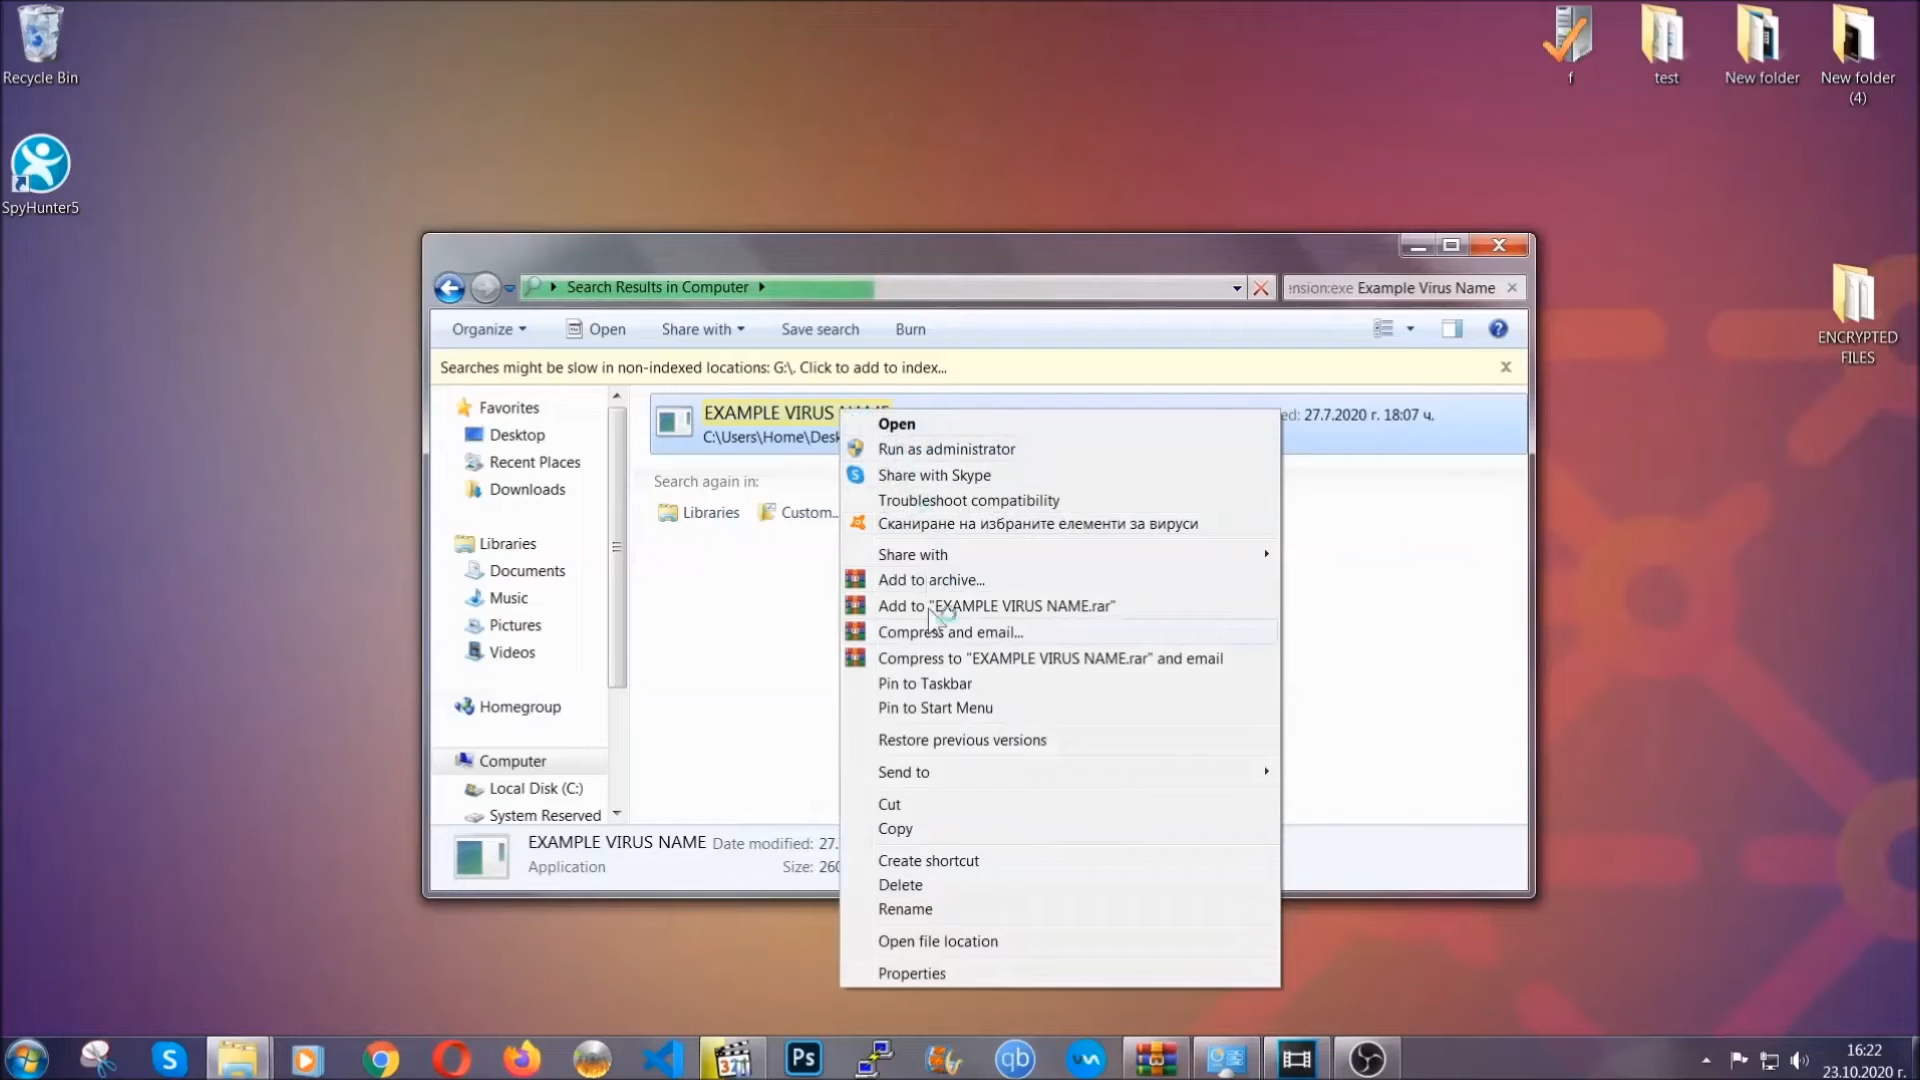 Recycle Bin
SpyHunter5
f
test
New folder
New folder
(4)
ENCRYPTED
FILES
Search Results in Computer
ension:exe Example Virus Name
Organize
Open
Share with
Save search
Burn
Searches might be slow in non-indexed locations: G:\. Click to add to index...
Favorites
Desktop
Recent Places
Downloads
Libraries
Documents
Music
Pictures
Videos
Homegroup
Computer
Local Disk (C:)
System Reserved
EXAMPLE VIRUS NAME
C:\Users\Home\Desk
ed: 27.7.2020 г. 18:07 ч.
Search again in:
Libraries
Custom...
Open
Run as administrator
Share with Skype
Troubleshoot compatibility
Сканиране на избраните елементи за вируси
Share with
Add to archive...
Add to "EXAMPLE VIRUS NAME.rar"
Compress and email...
Compress to "EXAMPLE VIRUS NAME.rar" and email
Pin to Taskbar
Pin to Start Menu
Restore previous versions
Send to
Cut
Copy
Create shortcut
Delete
Rename
Open file location
Properties
EXAMPLE VIRUS NAME Date modified: 27.
Application Size: 260
Ps
qb
321
16:22
23.10.2020 г.